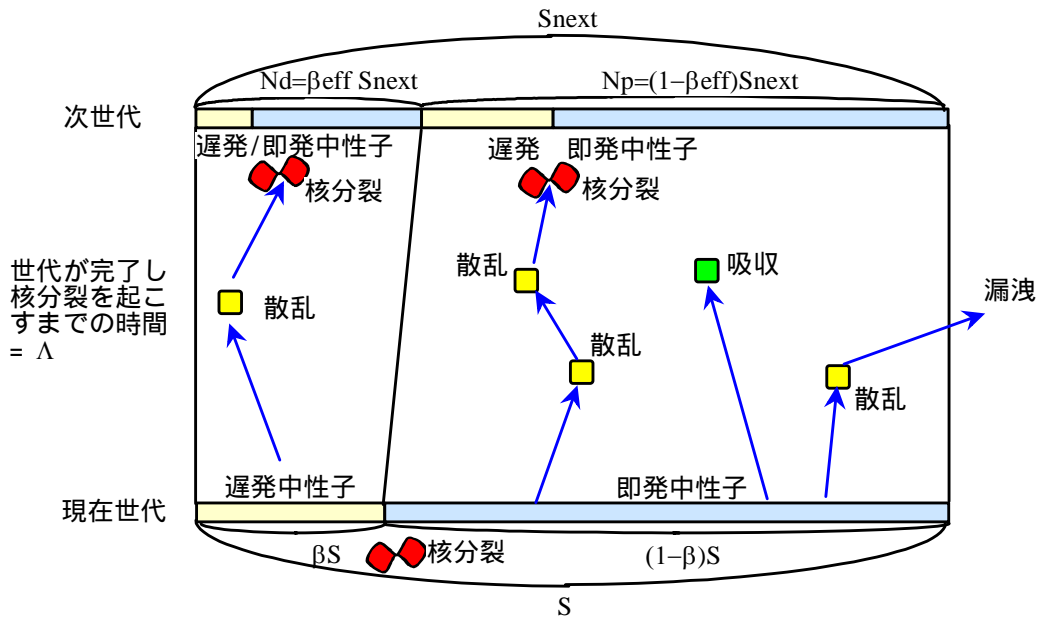 Snext
Nd=βeff Snext
Np=(1−βeff)Snext
次世代
遅発/即発中性子
核分裂
遅発 即発中性子
核分裂
世代が完了し
核分裂を起こ
すまでの時間
= Λ
散乱
散乱
吸収
漏洩
散乱
散乱
遅発中性子
即発中性子
現在世代
βS
核分裂
(1−β)S
S